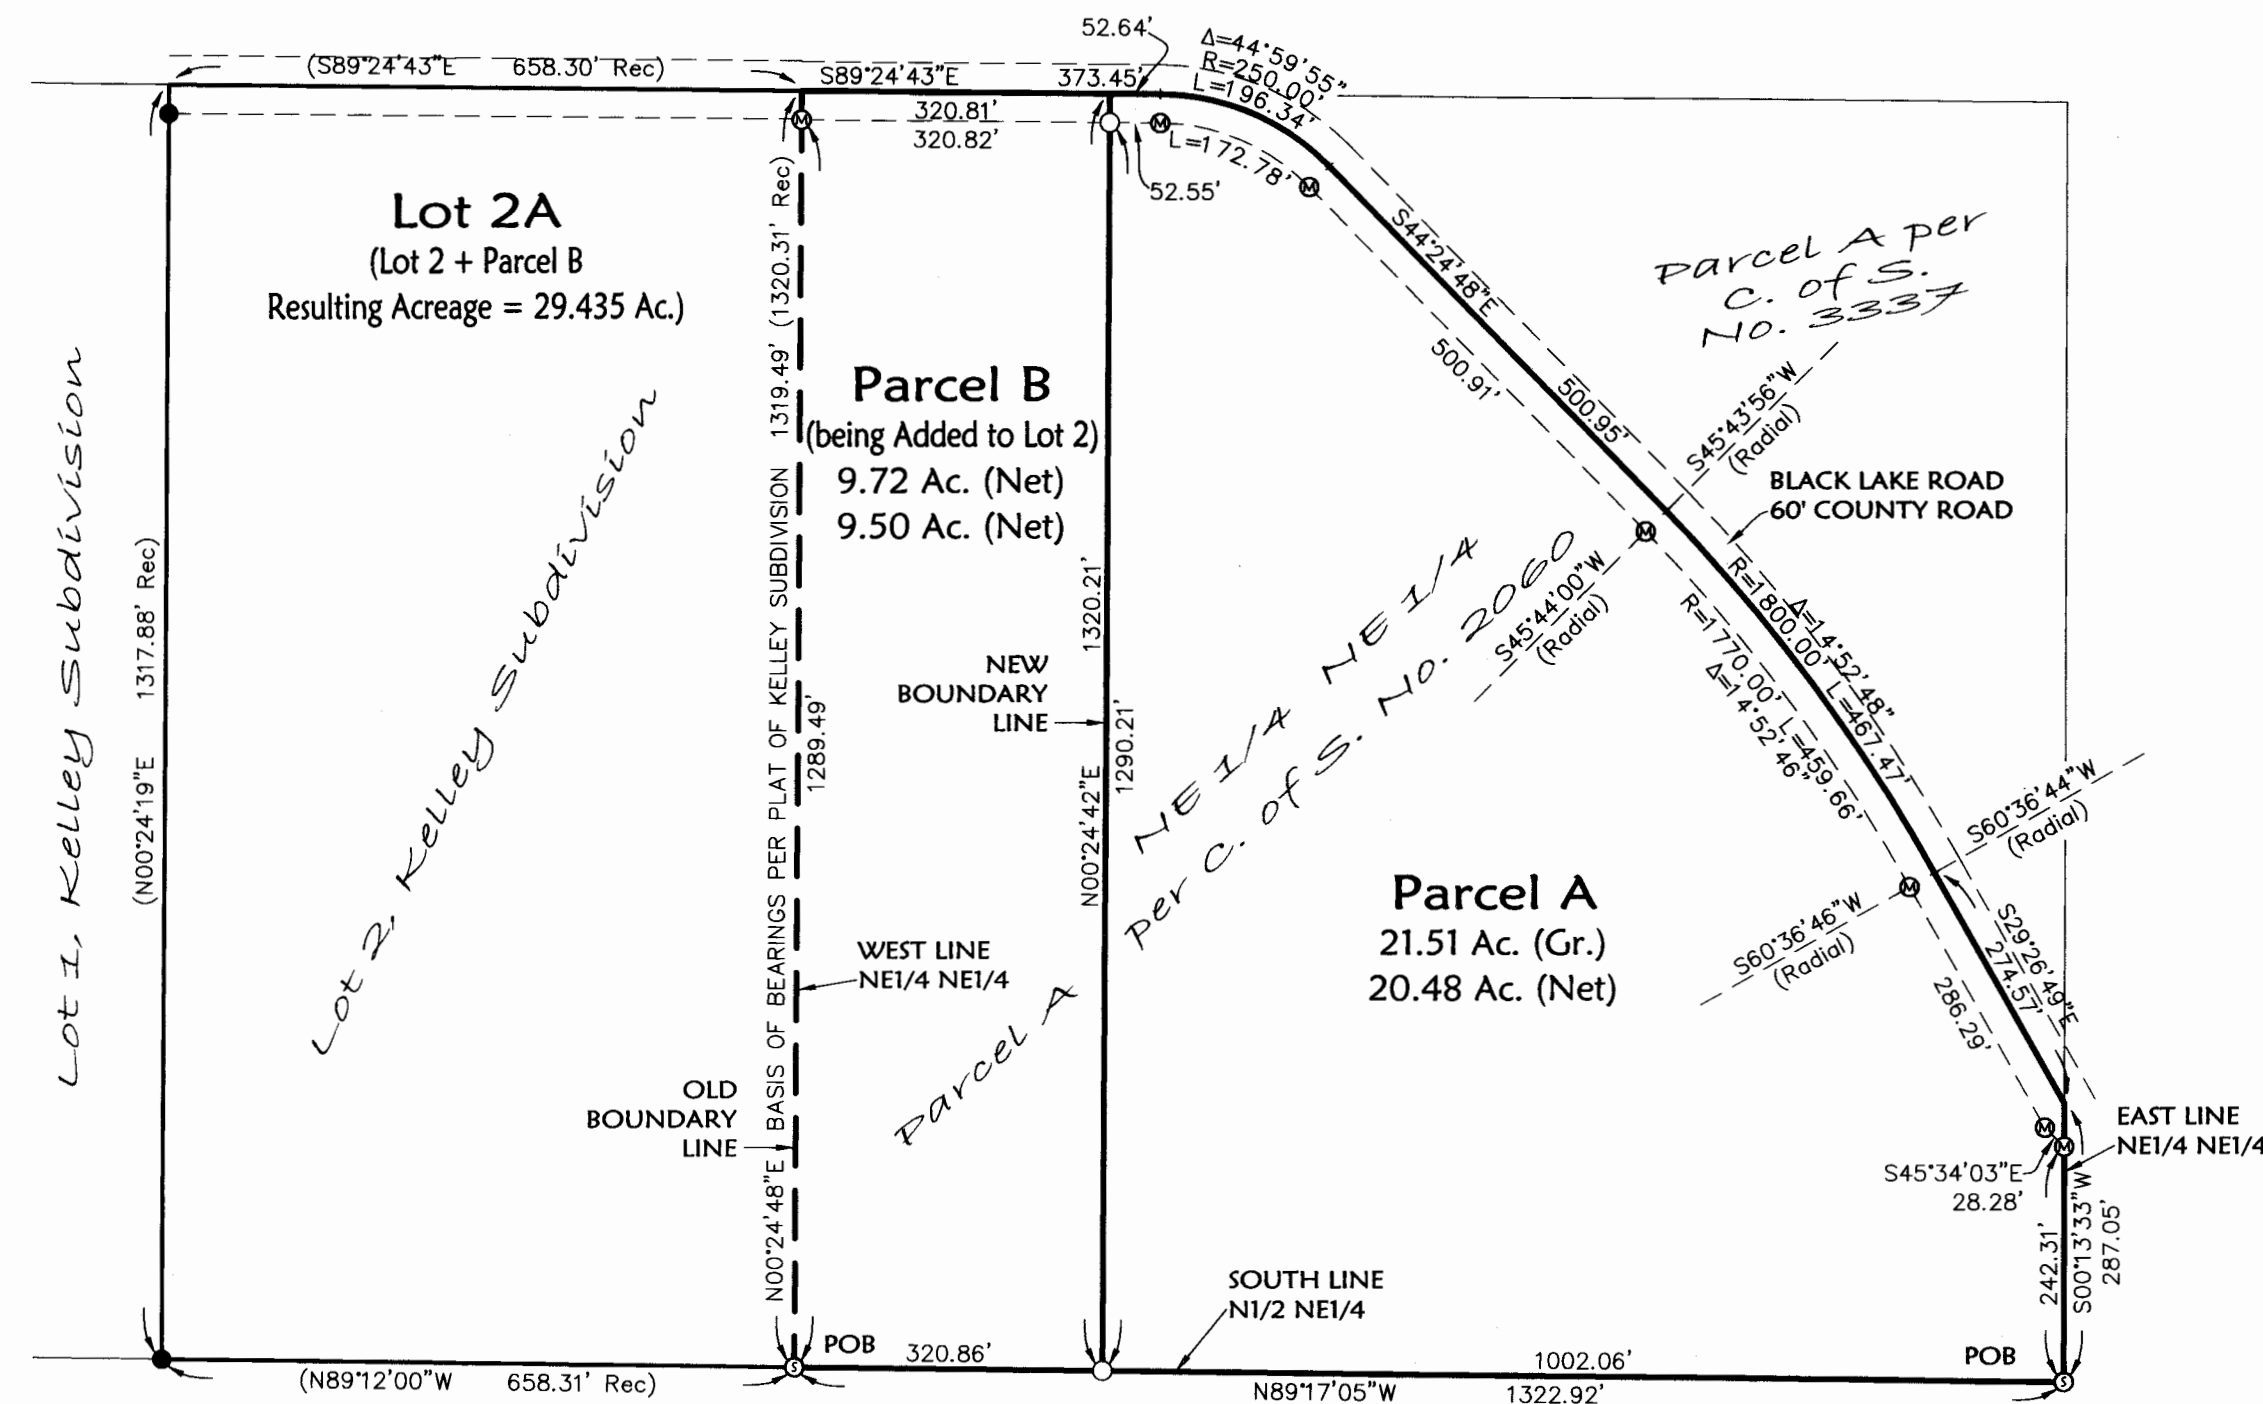 52.64'
Δ=44°59'55"
R=250.00'
L=196.34'
(S89°24'43"E 658.30' Rec)
S89°24'43"E 373.45'
320.81'
320.82'
L=172.78'
52.55'
Lot 2A
(Lot 2 + Parcel B
Resulting Acreage = 29.435 Ac.)
Parcel B
(being Added to Lot 2)
9.72 Ac. (Net)
9.50 Ac. (Net)
S44°24'48"E
500.95'
500.91'
Parcel A per
C. of S.
No. 3337
S45°43'56"W
(Radial)
BLACK LAKE ROAD
60' COUNTY ROAD
S45°44'00"W
(Radial)
Δ=14°52'48"
R=1800.00' L=467.47'
R=1770.00' L=459.66'
Δ=14°52'46"
Lot 1, Kelley Subdivision
(N00°24'19"E 1317.88' Rec)
Lot 2, Kelley Subdivision
N00°24'48"E BASIS OF BEARINGS PER PLAT OF KELLEY SUBDIVISION 1319.49' (1320.31' Rec)
1289.49'
NEW
BOUNDARY
LINE
N00°24'42"E 1320.21'
1290.21'
Parcel A NE 1/4 NE 1/4
per C. of S. No. 2060
S60°36'44"W
(Radial)
S60°36'46"W
(Radial)
Parcel A
21.51 Ac. (Gr.)
20.48 Ac. (Net)
S29°26'49"E
274.57'
286.29'
WEST LINE
NE1/4 NE1/4
OLD
BOUNDARY
LINE
EAST LINE
NE1/4 NE1/4
S45°34'03"E
28.28'
242.31'
S00°13'33"W
287.05'
SOUTH LINE
N1/2 NE1/4
POB
320.86'
1002.06'
POB
(N89°12'00"W 658.31' Rec)
N89°17'05"W 1322.92'
M
M
M
M
M
M
M
S
S